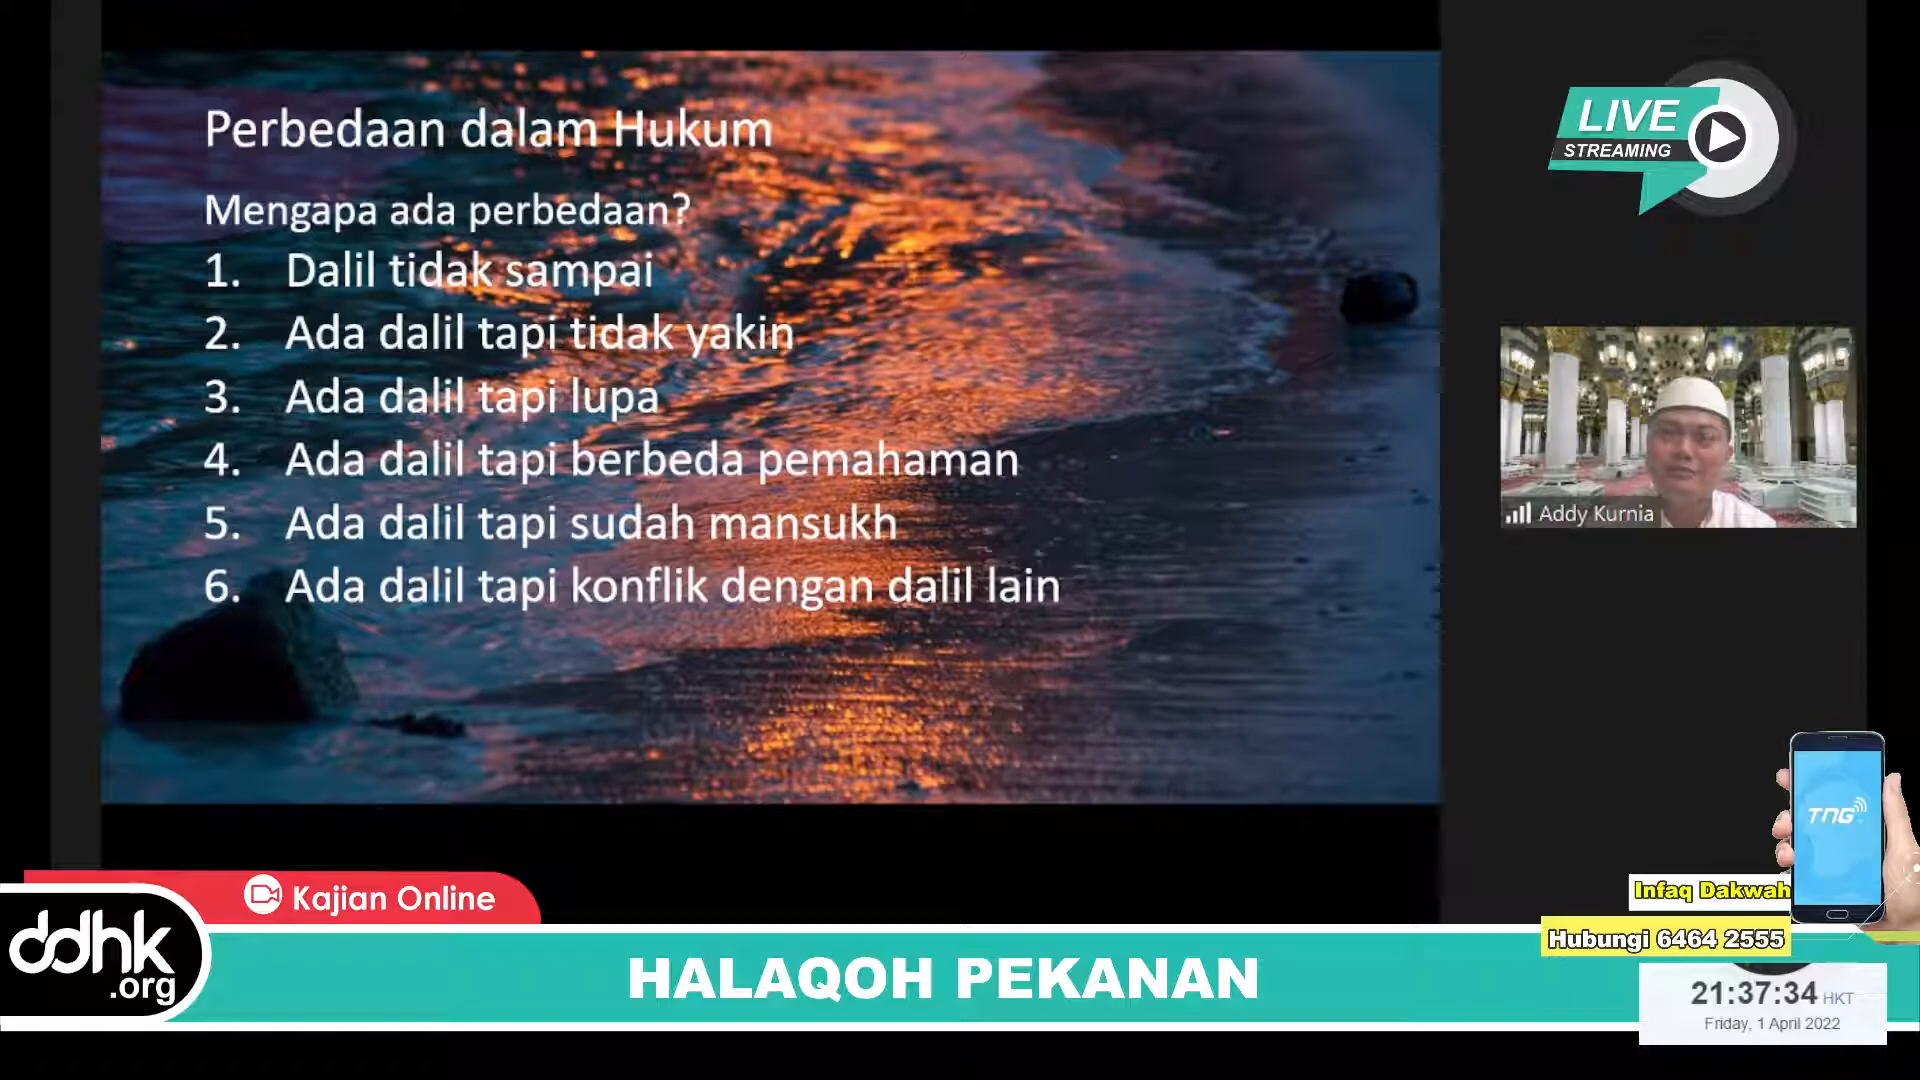 Perbedaan dalam Hukum
Mengapa ada perbedaan?
1. Dalil tidak sampai
2. Ada dalil tapi tidak yakin
3. Ada dalil tapi lupa
4. Ada dalil tapi berbeda pemahaman
5. Ada dalil tapi sudah mansukh
6. Ada dalil tapi konflik dengan dalil lain
LIVE
STREAMING
Addy Kurnia
TNG
Infaq Dakwah
Hubungi 6464 2555
Kajian Online
ddhk
.org
HALAQOH PEKANAN
21:37:34 HKT
Friday, 1 April 2022